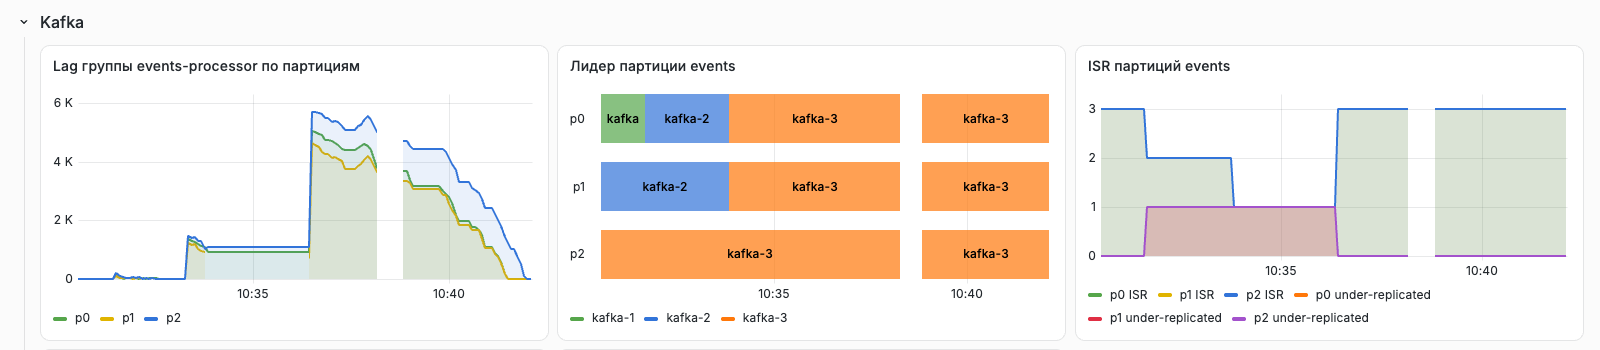 Kafka
Lag группы events-processor по партициям
6 K
4 K
2 K
0
10:35
10:40
p0 p1 p2
Лидер партиции events
p0
kafka
kafka-2
kafka-3
kafka-3
p1
kafka-2
kafka-3
kafka-3
p2
kafka-3
kafka-3
10:35
10:40
kafka-1 kafka-2 kafka-3
ISR партиций events
3
2
1
0
10:35
10:40
p0 ISR p1 ISR p2 ISR p0 under-replicated
p1 under-replicated p2 under-replicated